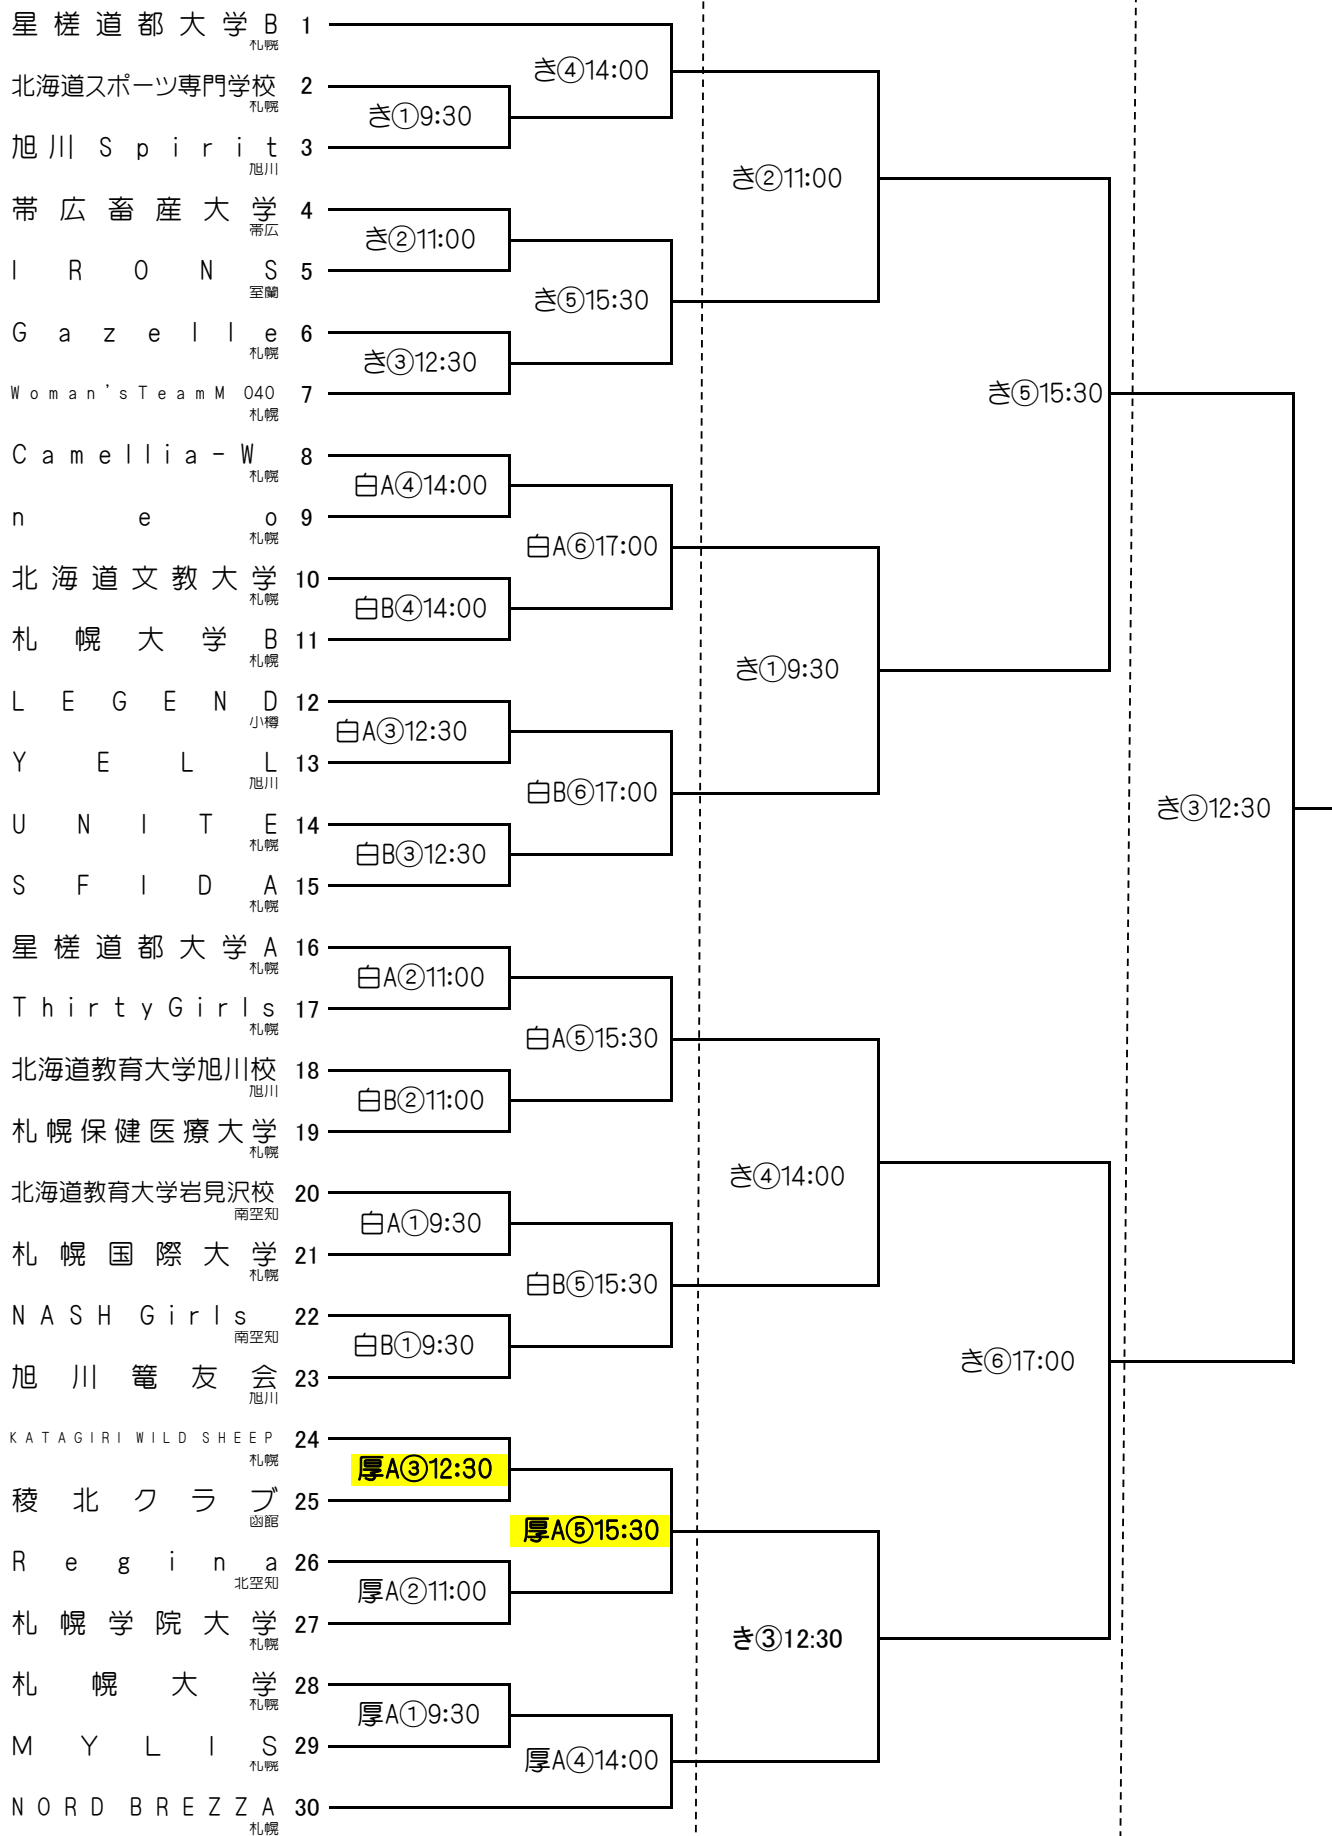 星槎道都大学B 1
札幌
き④14:00
北海道スポーツ専門学校 2
札幌
き①9:30
旭川Spirit 3
旭川
き②11:00
帯広畜産大学 4
帯広
き②11:00
IRONS 5
室蘭
き⑤15:30
Gazelle 6
札幌
き③12:30
Woman'sTeamM 040 7
札幌
き⑤15:30
Camellia-W 8
札幌
白A④14:00
neo 9
札幌
白A⑥17:00
北海道文教大学 10
札幌
白B④14:00
札幌大学B 11
札幌
き①9:30
LEGEND 12
小樽
白A③12:30
YELL 13
旭川
白B⑥17:00
き③12:30
UNITE 14
札幌
白B③12:30
SFIDA 15
札幌
星槎道都大学A 16
札幌
白A②11:00
ThirtyGirls 17
札幌
白A⑤15:30
北海道教育大学旭川校 18
旭川
白B②11:00
札幌保健医療大学 19
札幌
き④14:00
北海道教育大学岩見沢校 20
南空知
白A①9:30
札幌国際大学 21
札幌
白B⑤15:30
NASH Girls 22
南空知
白B①9:30
き⑥17:00
旭川篭友会 23
旭川
KATAGIRI WILD SHEEP 24
札幌
厚A③12:30
稜北クラブ 25
函館
厚A⑤15:30
Regina 26
北空知
厚A②11:00
札幌学院大学 27
札幌
き③12:30
札幌大学 28
札幌
厚A①9:30
MYLIS 29
札幌
厚A④14:00
NORD BREZZA 30
札幌